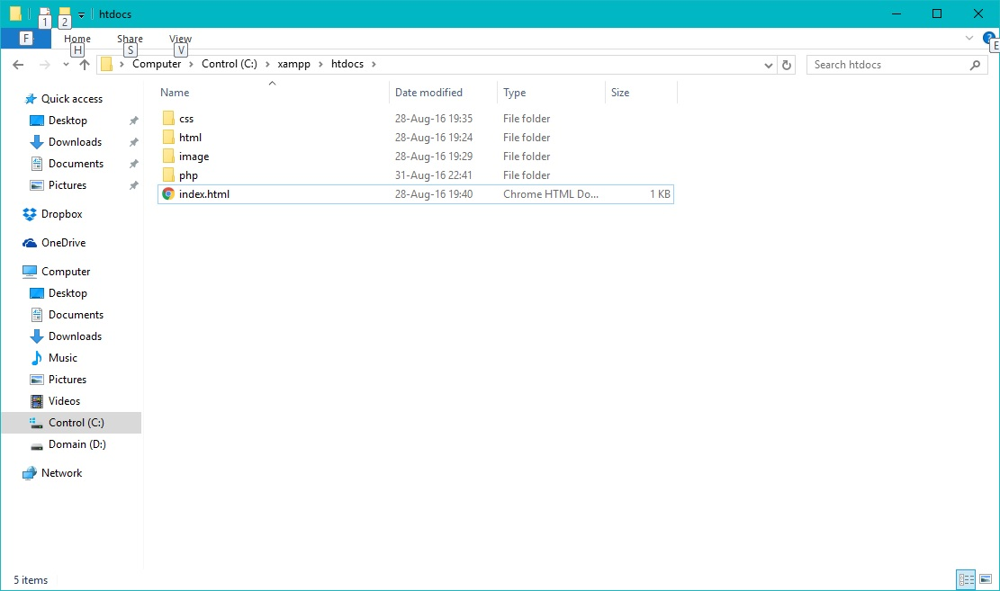 htdocs
1 2
F
Home Share View
H S V E
?
Computer Control (C:) xampp htdocs
Search htdocs
Name Date modified Type Size
css 28-Aug-16 19:35 File folder
html 28-Aug-16 19:24 File folder
image 28-Aug-16 19:29 File folder
php 31-Aug-16 22:41 File folder
index.html 28-Aug-16 19:40 Chrome HTML Do... 1 KB
Quick access
Desktop
Downloads
Documents
Pictures
Dropbox
OneDrive
Computer
Desktop
Documents
Downloads
Music
Pictures
Videos
Control (C:)
Domain (D:)
Network
5 items